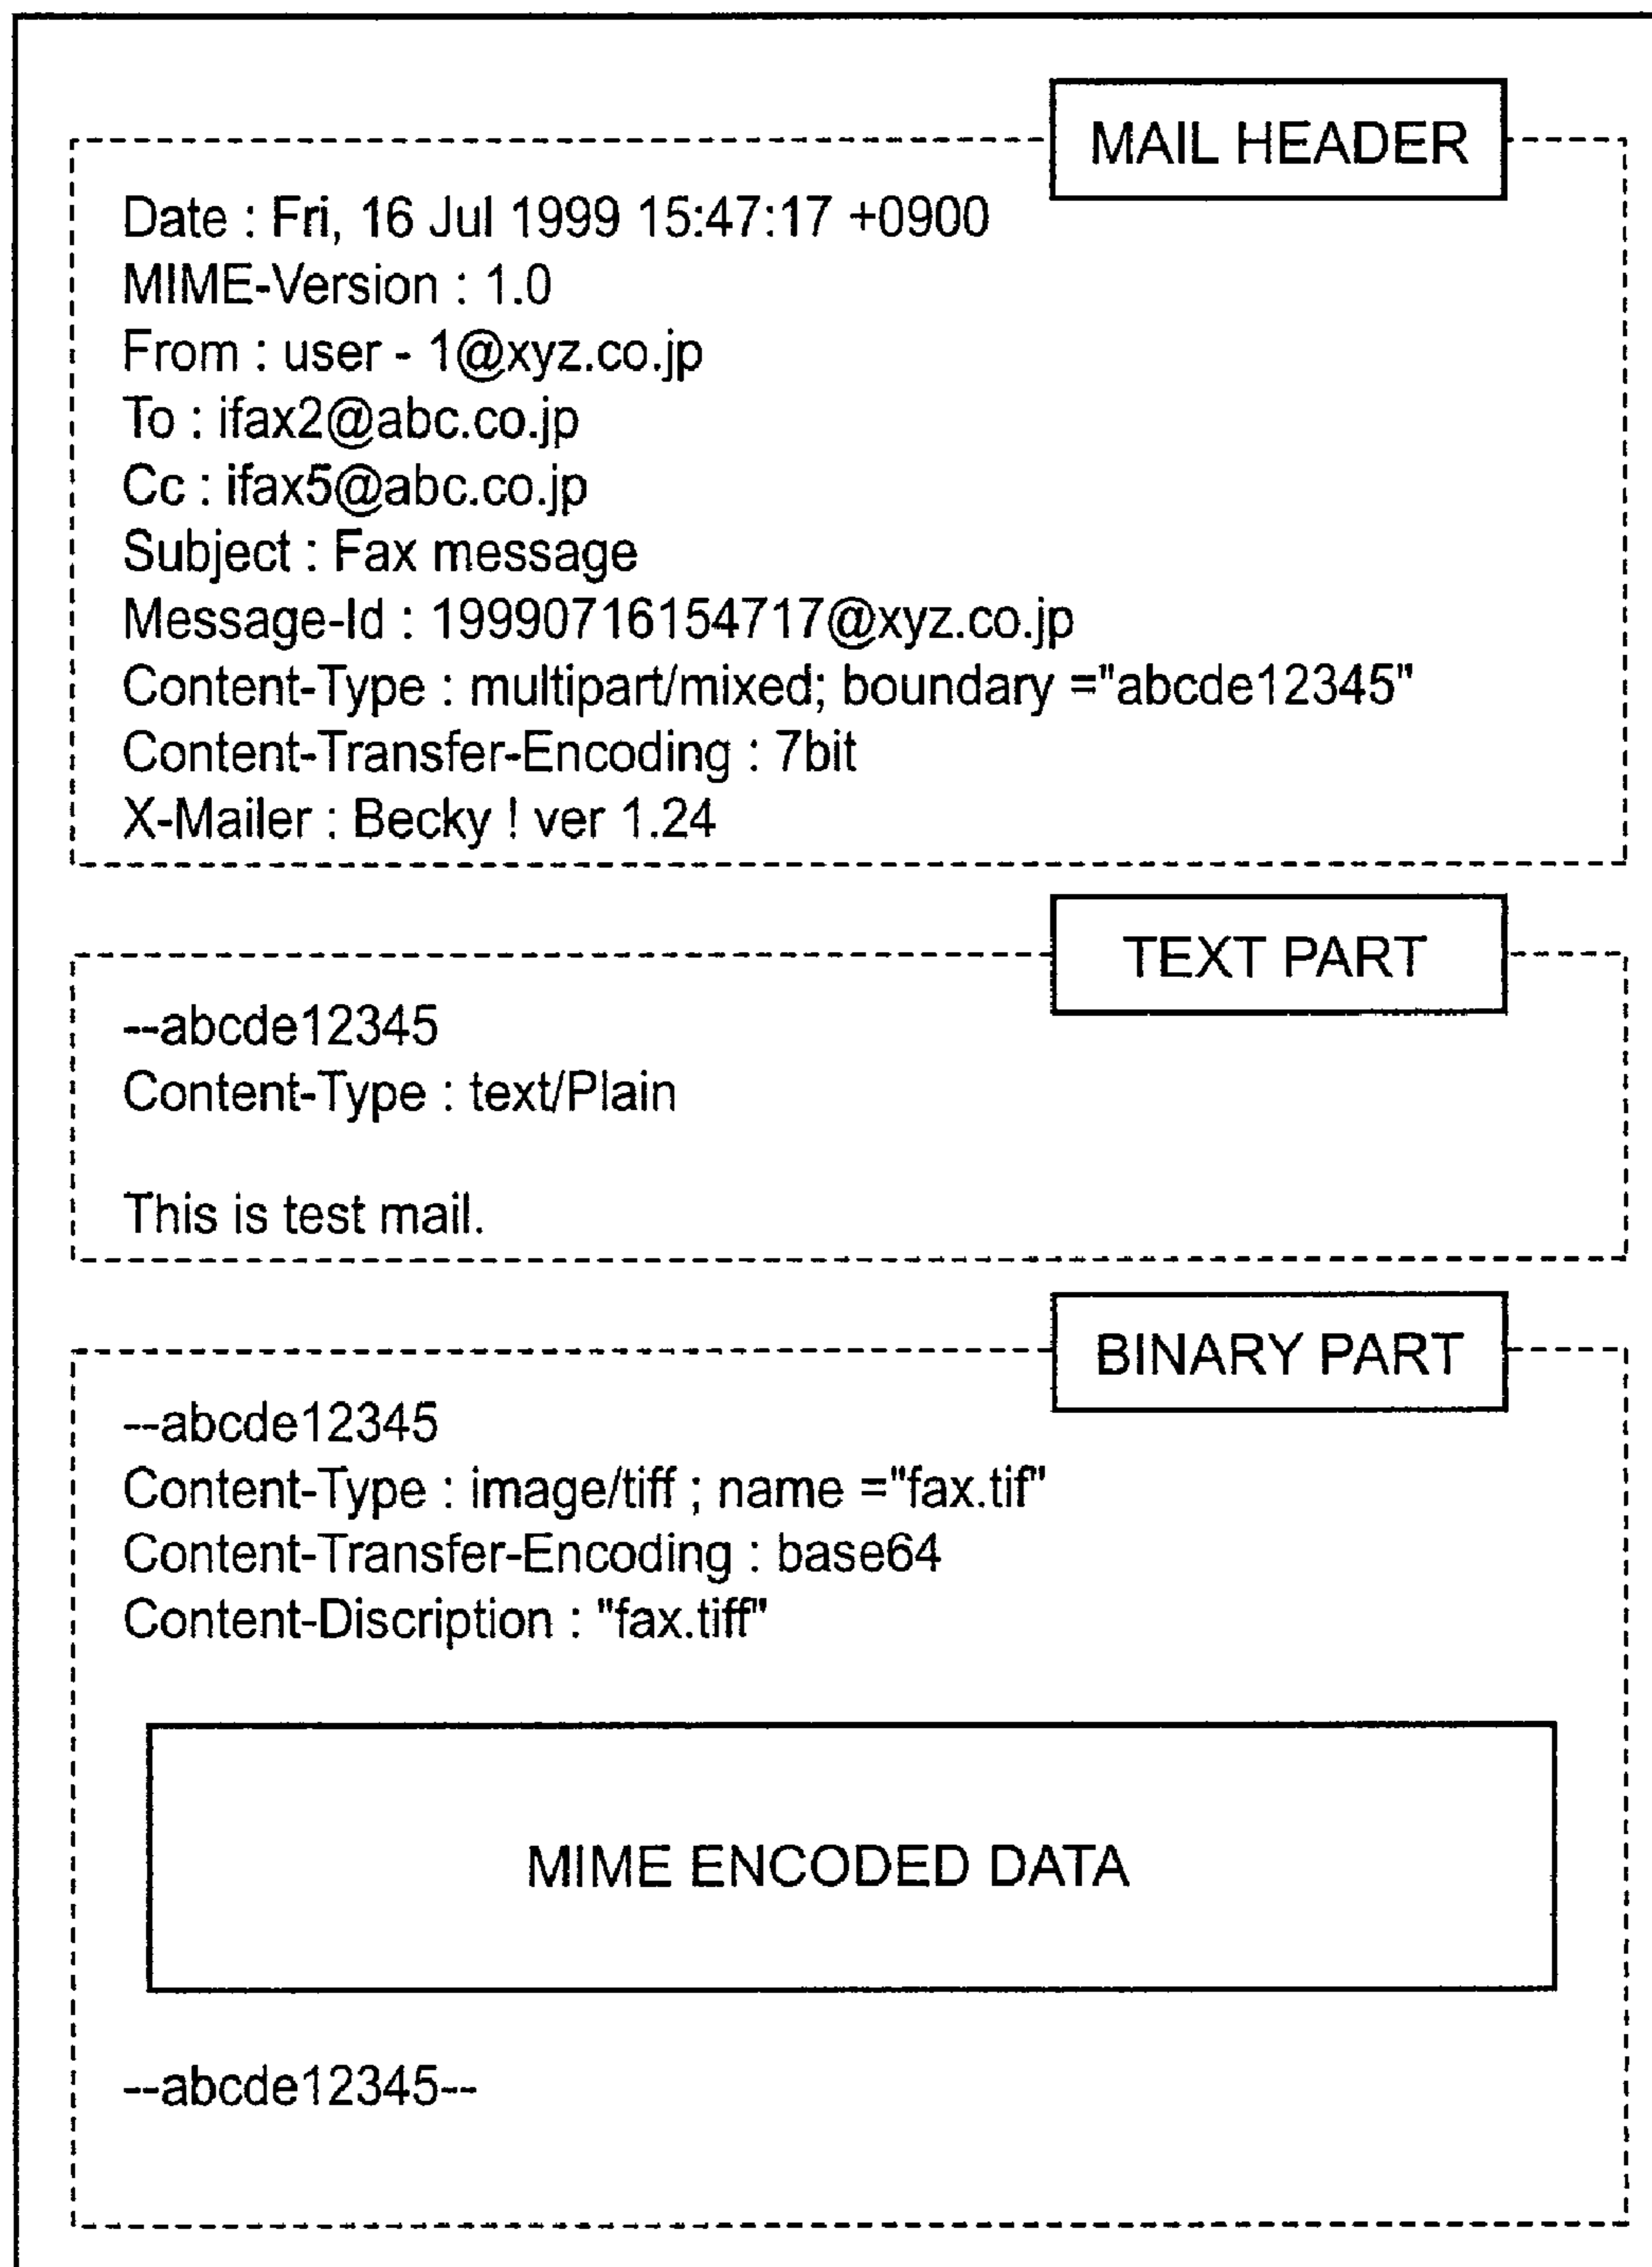 MAIL HEADER
Date : Fri, 16 Jul 1999 15:47:17 +0900
MIME-Version : 1.0
From : user - 1@xyz.co.jp
To : ifax2@abc.co.jp
Cc : ifax5@abc.co.jp
Subject : Fax message
Message-Id : 19990716154717@xyz.co.jp
Content-Type : multipart/mixed; boundary ="abcde12345"
Content-Transfer-Encoding : 7bit
X-Mailer : Becky ! ver 1.24
TEXT PART
--abcde12345
Content-Type : text/Plain
This is test mail.
BINARY PART
--abcde12345
Content-Type : image/tiff ; name ="fax.tif"
Content-Transfer-Encoding : base64
Content-Discription : "fax.tiff"
MIME ENCODED DATA
--abcde12345--